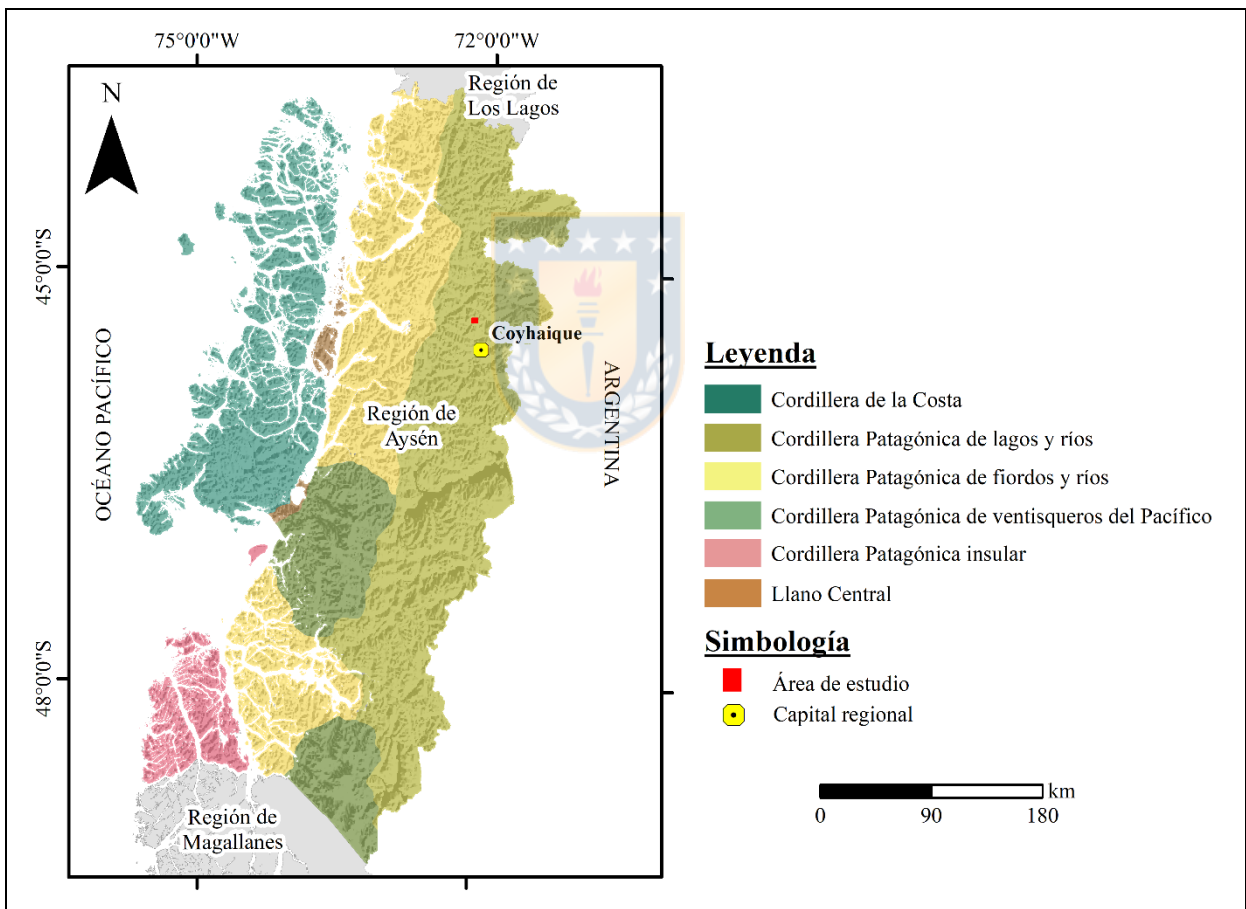 75°0'0"W
72°0'0"W
N
Región de
Los Lagos
45°0'0"S
Coyhaique
OCÉANO PACÍFICO
ARGENTINA
Región de
Aysén
48°0'0"S
Región de
Magallanes
Leyenda
Cordillera de la Costa
Cordillera Patagónica de lagos y ríos
Cordillera Patagónica de fiordos y ríos
Cordillera Patagónica de ventisqueros del Pacífico
Cordillera Patagónica insular
Llano Central
Simbología
Área de estudio
Capital regional
km
0 90 180